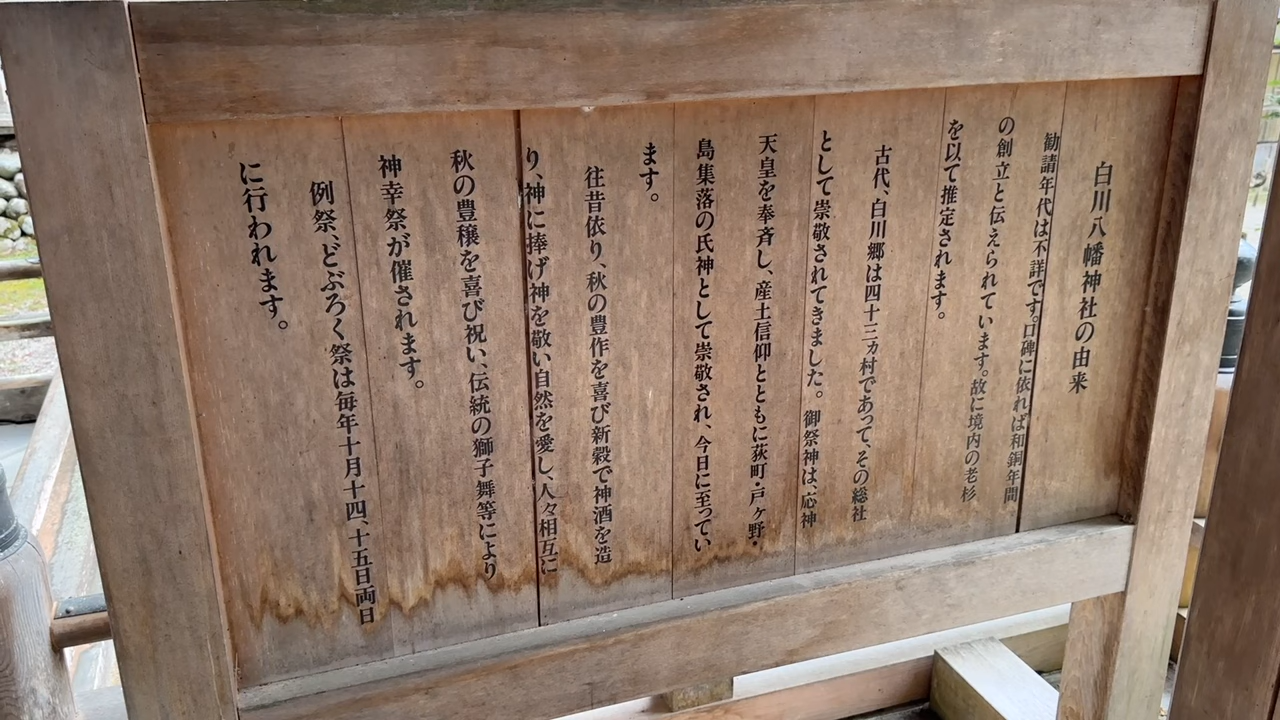 白川八幡神社の由来
勧請年代は不詳です。口碑に依れば和銅年間
の創立と伝えられています。故に境内の老杉
を以て推定されます。
古代、白川郷は四十三ヵ村であって、その総社
として崇敬されてきました。御祭神は、応神
天皇を奉斉し、産土信仰とともに荻町・戸ヶ野・
島集落の氏神として崇敬され、今日に至ってい
ます。
往昔依り、秋の豊作を喜び新穀で神酒を造
り、神に捧げ神を敬い自然を愛し、人々相互に
秋の豊穣を喜び祝い、伝統の獅子舞等により
神幸祭が催されます。
例祭、どぶろく祭は毎年十月十四、十五日両日
に行われます。